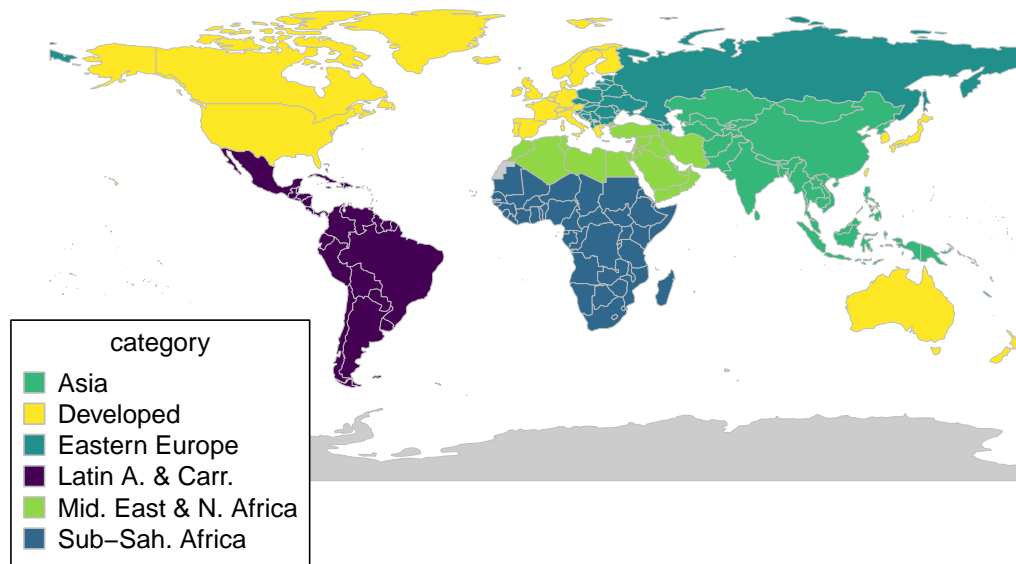 category
Asia
Developed
Eastern Europe
Latin A. & Carr.
Mid. East & N. Africa
Sub−Sah. Africa